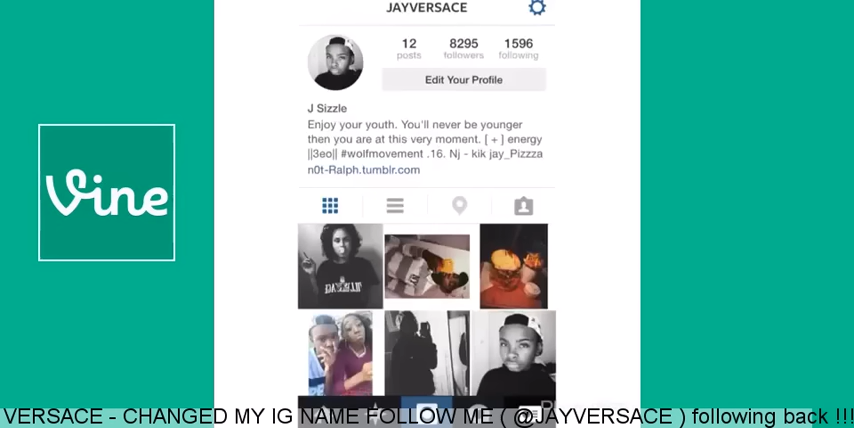 JAYVERSACE
12 8295 1596
posts followers following
Edit Your Profile
J Sizzle
Enjoy your youth. You'll never be younger
then you are at this very moment. [ + ] energy
||3eo|| #wolfmovement .16. Nj - kik jay_Pizzza
n0t-Ralph.tumblr.com
Vine
VERSACE - CHANGED MY IG NAME FOLLOW ME ( @JAYVERSACE ) following back !!!